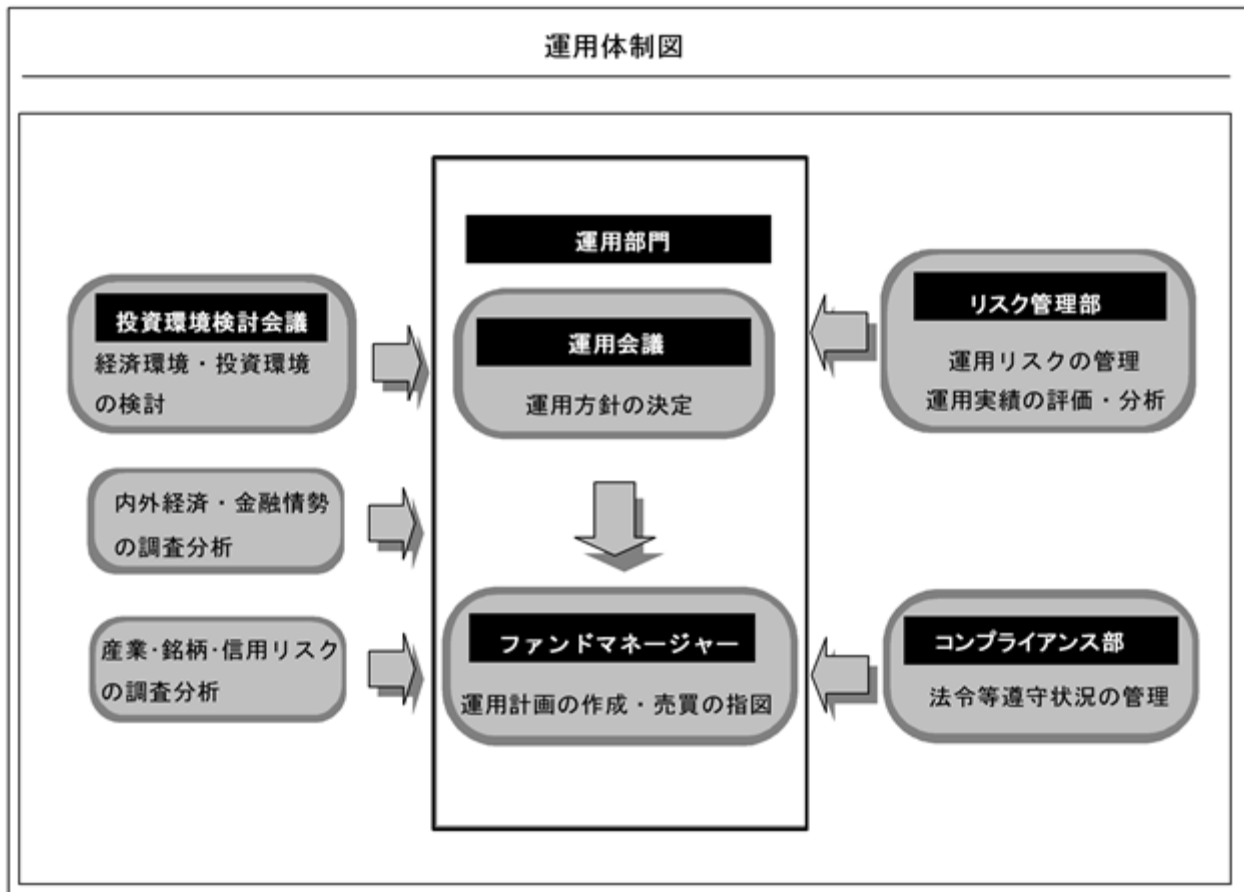 運用体制図
運用部門
投資環境検討会議
経済環境・投資環境
の検討
運用会議
運用方針の決定
リスク管理部
運用リスクの管理
運用実績の評価・分析
内外経済・金融情勢
の調査分析
産業・銘柄・信用リスク
の調査分析
ファンドマネージャー
運用計画の作成・売買の指図
コンプライアンス部
法令等遵守状況の管理